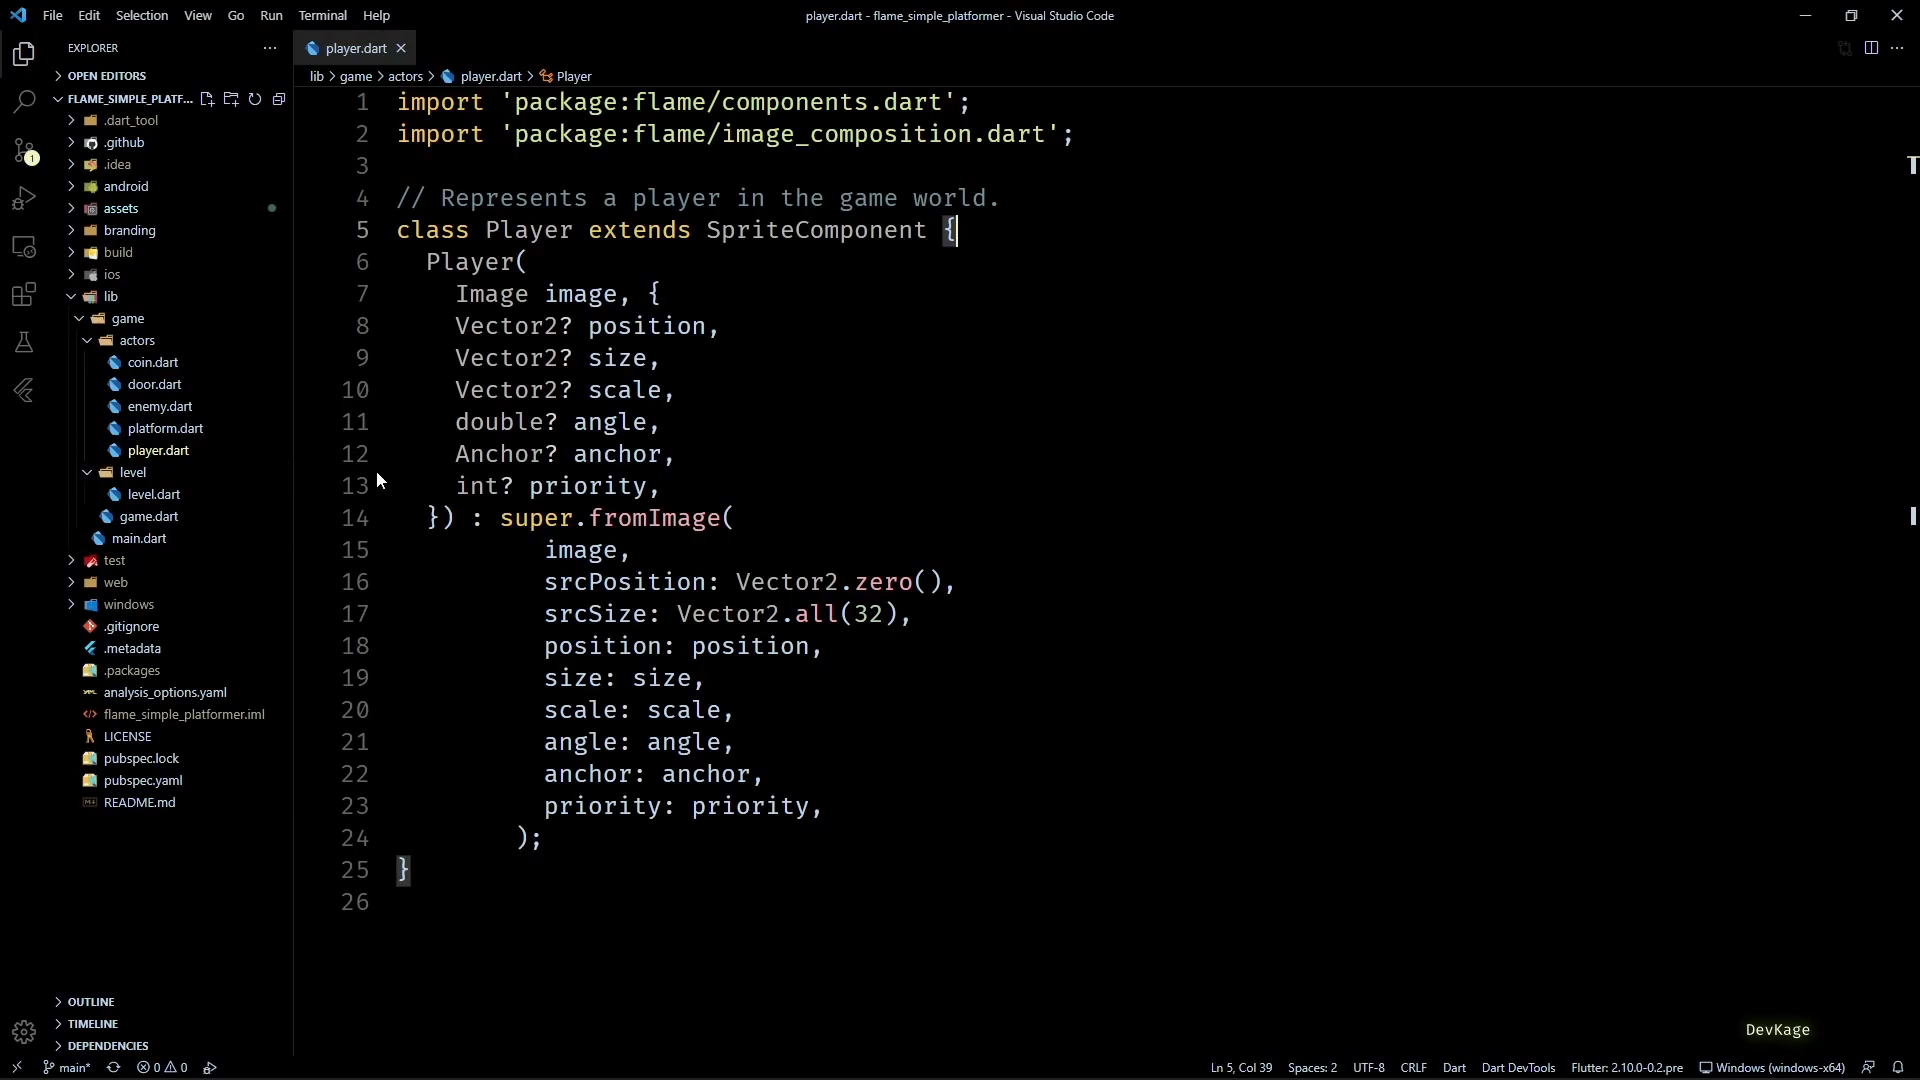 File Edit Selection View Go Run Terminal Help
player.dart - flame_simple_platformer - Visual Studio Code
EXPLORER
OPEN EDITORS
FLAME_SIMPLE_PLATF...
.dart_tool
.github
.idea
android
assets
branding
build
ios
lib
game
actors
coin.dart
door.dart
enemy.dart
platform.dart
player.dart
level
level.dart
game.dart
main.dart
test
web
windows
.gitignore
.metadata
.packages
analysis_options.yaml
flame_simple_platformer.iml
LICENSE
pubspec.lock
pubspec.yaml
README.md
OUTLINE
TIMELINE
DEPENDENCIES
1
player.dart
lib > game > actors > player.dart > Player
1 import 'package:flame/components.dart';
2 import 'package:flame/image_composition.dart';
3
4 // Represents a player in the game world.
5 class Player extends SpriteComponent {
6 Player(
7 Image image, {
8 Vector2? position,
9 Vector2? size,
10 Vector2? scale,
11 double? angle,
12 Anchor? anchor,
13 int? priority,
14 }) : super.fromImage(
15 image,
16 srcPosition: Vector2.zero(),
17 srcSize: Vector2.all(32),
18 position: position,
19 size: size,
20 scale: scale,
21 angle: angle,
22 anchor: anchor,
23 priority: priority,
24 );
25 }
26
DevKage
main* 0 0
Ln 5, Col 39 Spaces: 2 UTF-8 CRLF Dart Dart DevTools Flutter: 2.10.0-0.2.pre Windows (windows-x64)